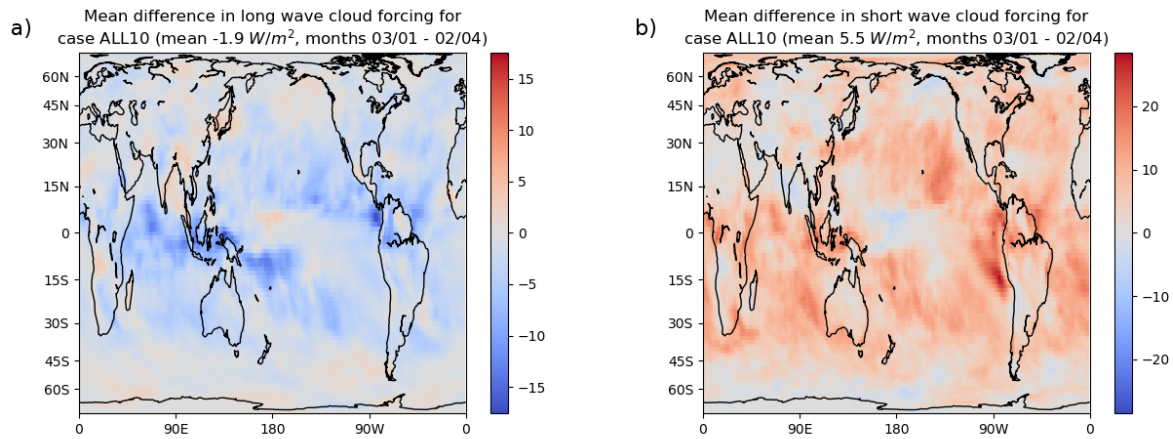 a)
Mean difference in long wave cloud forcing for
case ALL10 (mean -1.9 W/m², months 03/01 - 02/04)
60N
45N
30N
15N
0
15S
30S
45S
60S
0
90E
180
90W
0
15
10
5
0
−5
−10
−15
b)
Mean difference in short wave cloud forcing for
case ALL10 (mean 5.5 W/m², months 03/01 - 02/04)
60N
45N
30N
15N
0
15S
30S
45S
60S
0
90E
180
90W
0
20
10
0
−10
−20